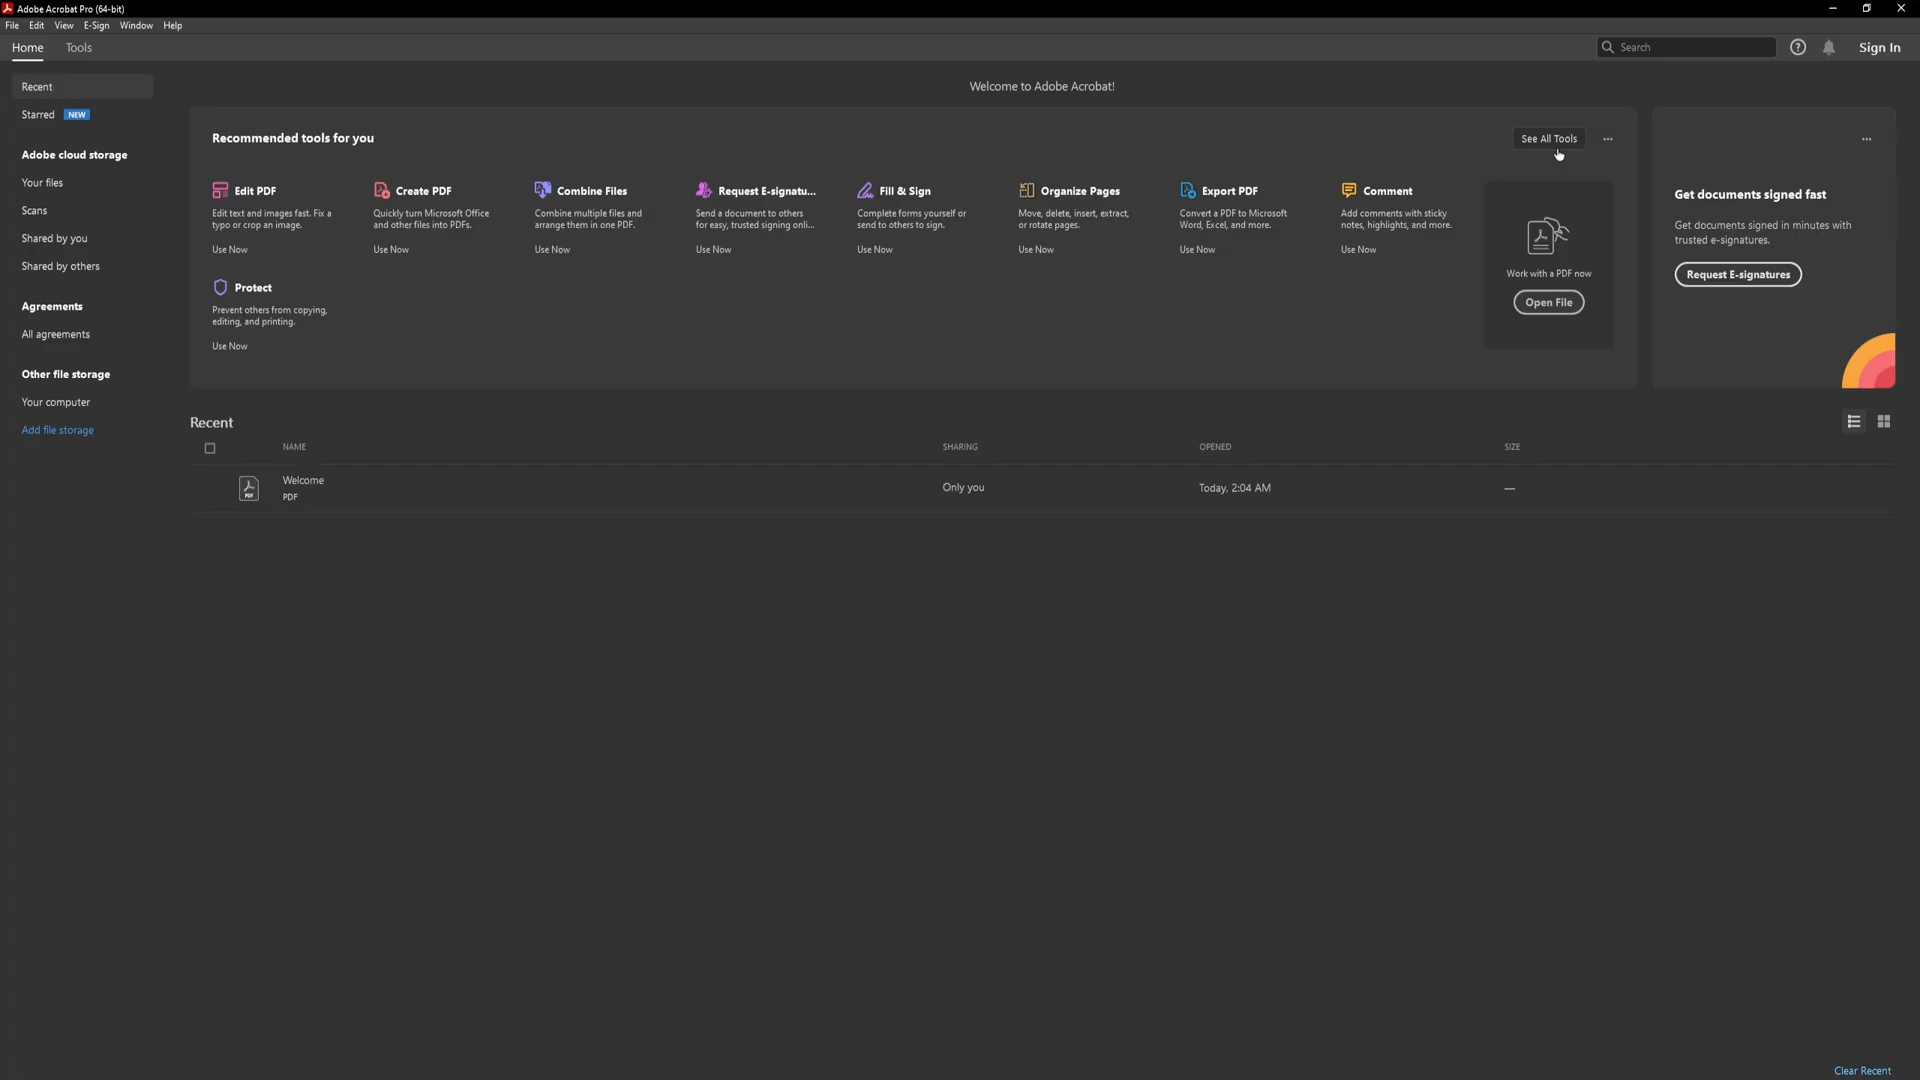 Adobe Acrobat Pro (64-bit)
File Edit View E-Sign Window Help
Home Tools
Search
Sign In
Recent
Starred NEW
Adobe cloud storage
Your files
Scans
Shared by you
Shared by others
Agreements
All agreements
Other file storage
Your computer
Add file storage
Welcome to Adobe Acrobat!
Recommended tools for you
See All Tools
Edit PDF
Edit text and images fast. Fix a
typo or crop an image.
Use Now
Create PDF
Quickly turn Microsoft Office
and other files into PDFs.
Use Now
Combine Files
Combine multiple files and
arrange them in one PDF.
Use Now
Request E-signatu...
Send a document to others
for easy, trusted signing onli...
Use Now
Fill & Sign
Complete forms yourself or
send to others to sign.
Use Now
Organize Pages
Move, delete, insert, extract,
or rotate pages.
Use Now
Export PDF
Convert a PDF to Microsoft
Word, Excel, and more.
Use Now
Comment
Add comments with sticky
notes, highlights, and more.
Use Now
Protect
Prevent others from copying,
editing, and printing.
Use Now
Work with a PDF now
Open File
Get documents signed fast
Get documents signed in minutes with
trusted e-signatures.
Request E-signatures
Recent
NAME SHARING OPENED SIZE
PDF
Welcome
PDF
Only you
Today, 2:04 AM
—
Clear Recent